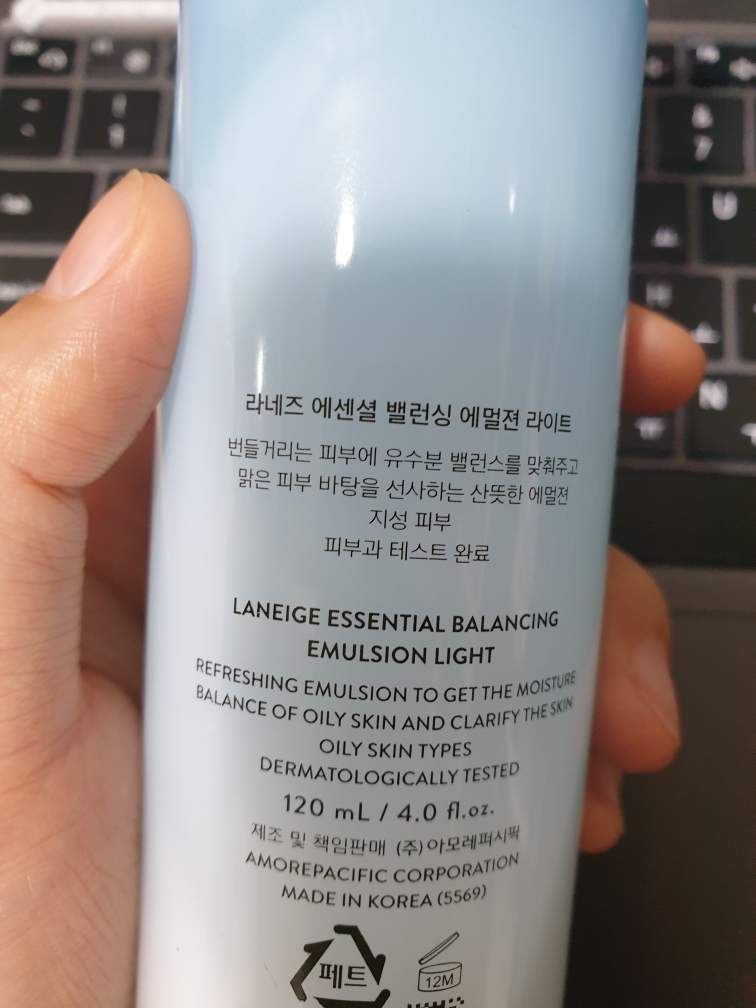 라네즈 에센셜 밸런싱 에멀젼 라이트
번들거리는 피부에 유수분 밸런스를 맞춰주고
맑은 피부 바탕을 선사하는 산뜻한 에멀젼
지성 피부
피부과 테스트 완료
LANEIGE ESSENTIAL BALANCING
EMULSION LIGHT
REFRESHING EMULSION TO GET THE MOISTURE
BALANCE OF OILY SKIN AND CLARIFY THE SKIN
OILY SKIN TYPES
DERMATOLOGICALLY TESTED
120 mL / 4.0 fl.oz.
제조 및 책임판매 (주)아모레퍼시픽
AMOREPACIFIC CORPORATION
MADE IN KOREA (5569)
페트
12M
&
7
U
ㅕ
N
ㅜ
!
1